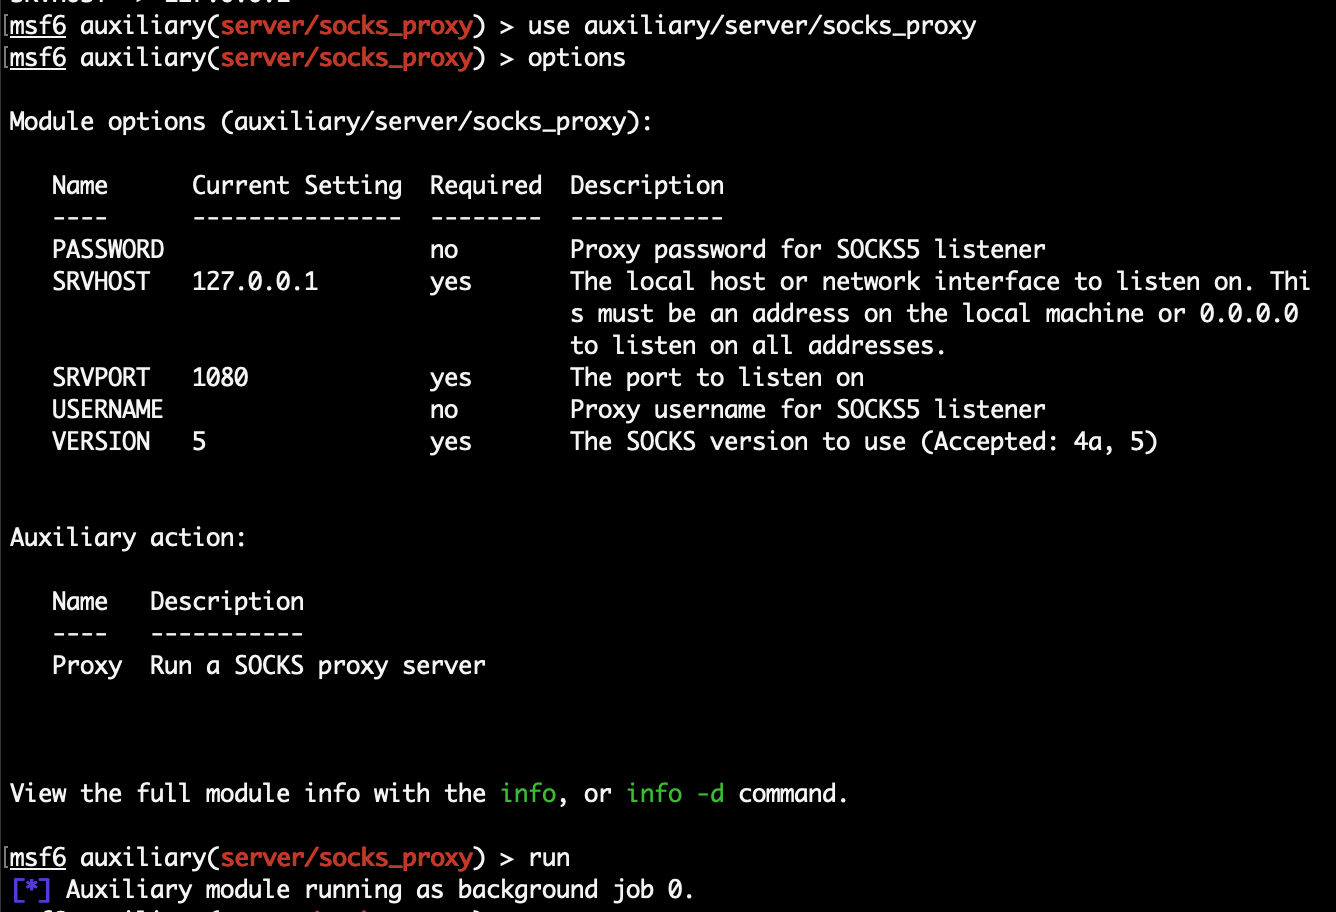 msf6 auxiliary(server/socks_proxy) > use auxiliary/server/socks_proxy
msf6 auxiliary(server/socks_proxy) > options
Module options (auxiliary/server/socks_proxy):
Name Current Setting Required Description
---- --------------- -------- -----------
PASSWORD no Proxy password for SOCKS5 listener
SRVHOST 127.0.0.1 yes The local host or network interface to listen on. Thi
s must be an address on the local machine or 0.0.0.0
to listen on all addresses.
SRVPORT 1080 yes The port to listen on
USERNAME no Proxy username for SOCKS5 listener
VERSION 5 yes The SOCKS version to use (Accepted: 4a, 5)
Auxiliary action:
Name Description
---- -----------
Proxy Run a SOCKS proxy server
View the full module info with the info, or info -d command.
msf6 auxiliary(server/socks_proxy) > run
[*] Auxiliary module running as background job 0.